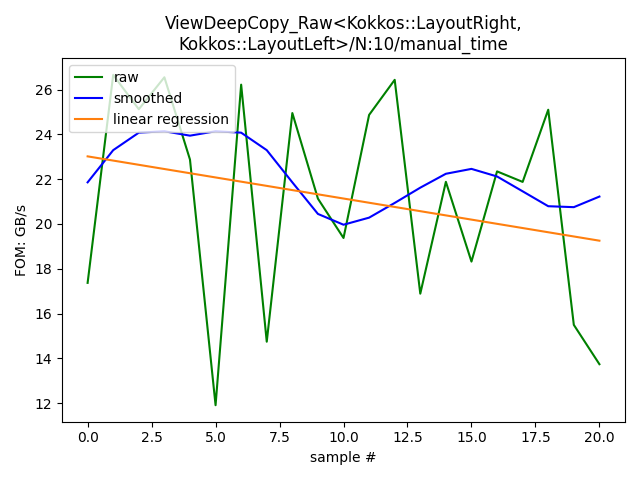 ViewDeepCopy_Raw<Kokkos::LayoutRight,
Kokkos::LayoutLeft>/N:10/manual_time
raw
smoothed
linear regression
FOM: GB/s
26
24
22
20
18
16
14
12
0.0 2.5 5.0 7.5 10.0 12.5 15.0 17.5 20.0
sample #